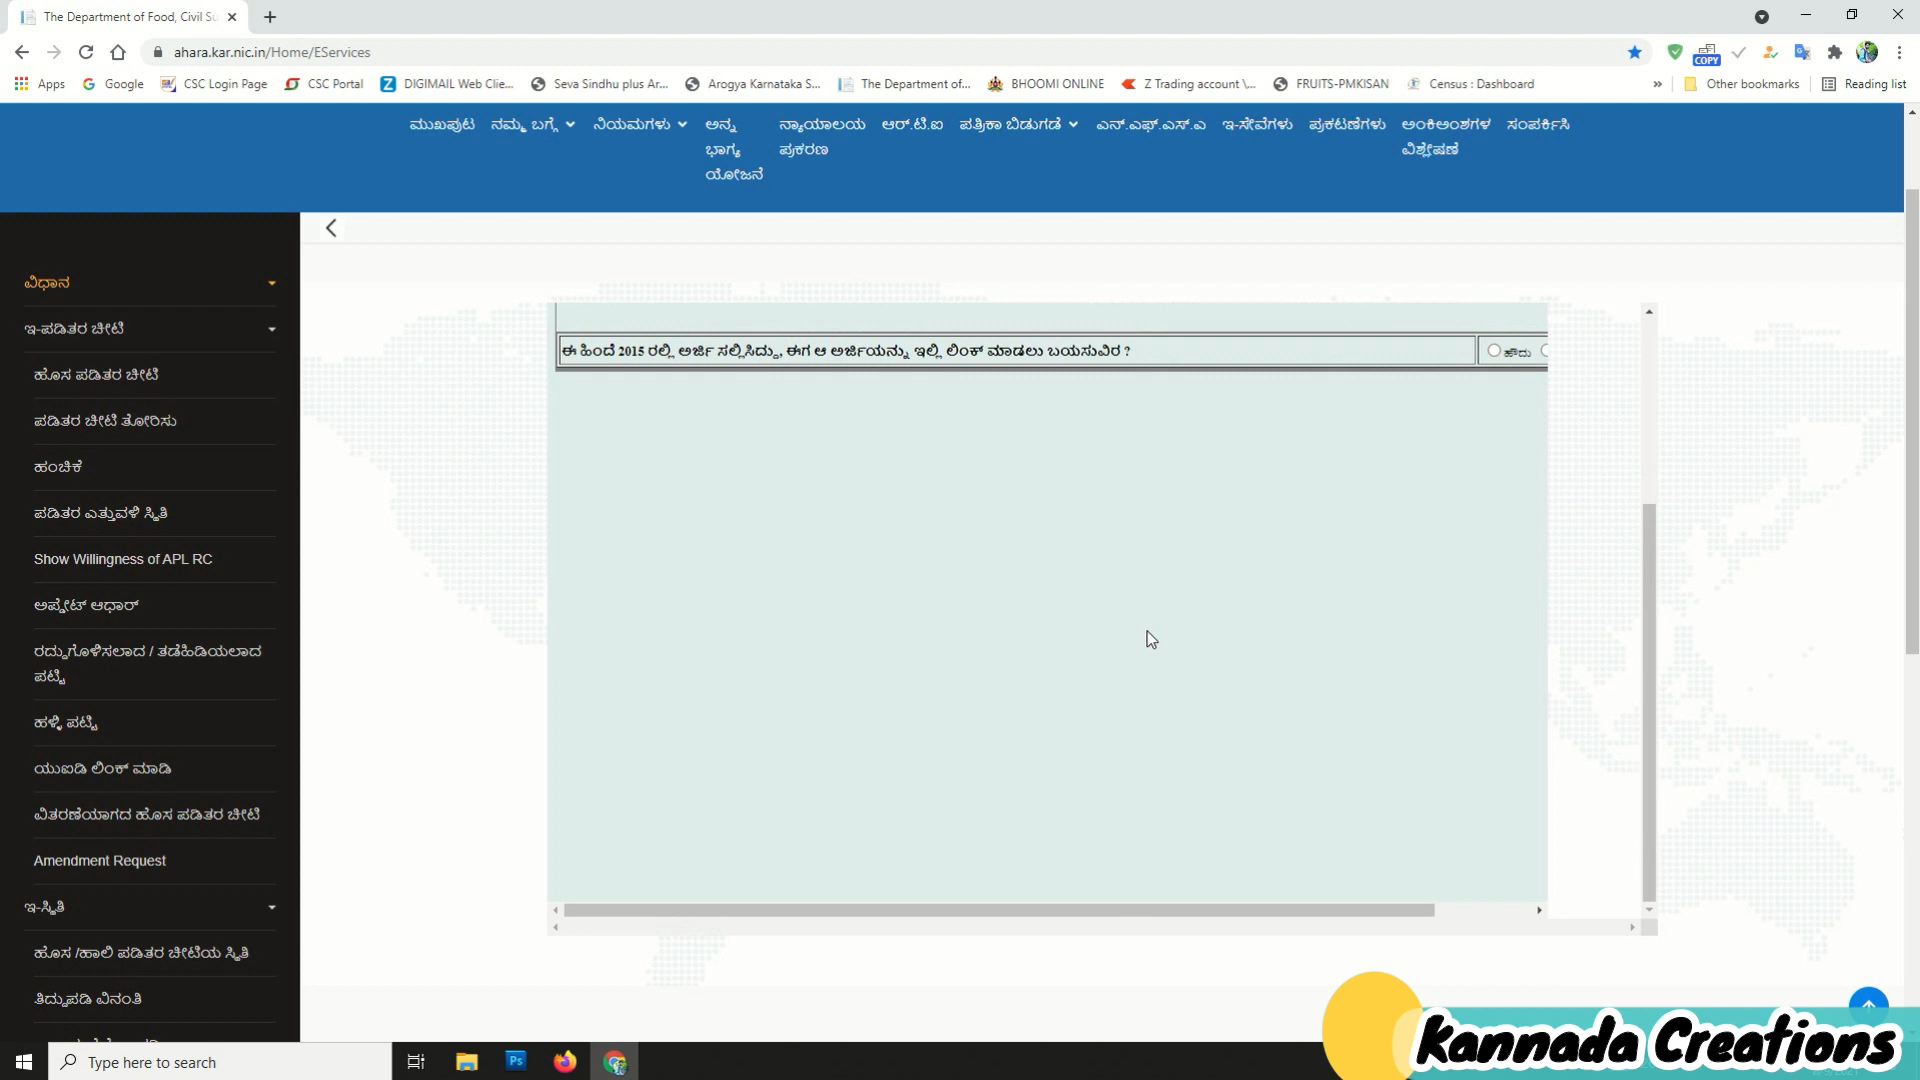 The Department of Food, Civil Su
ahara.kar.nic.in/Home/EServices
COPY
Apps
Google
CSC Login Page
CSC Portal
DIGIMAIL Web Clie...
Seva Sindhu plus Ar...
Arogya Karnataka S...
The Department of...
BHOOMI ONLINE
Z Trading account \...
FRUITS-PMKISAN
Census : Dashboard
»
Other bookmarks
Reading list
ಮುಖಪುಟ
ನಮ್ಮ ಬಗ್ಗೆ
ನಿಯಮಗಳು
ಅನ್ನ
ಭಾಗ್ಯ
ಯೋಜನೆ
ನ್ಯಾಯಾಲಯ
ಪ್ರಕರಣ
ಆರ್.ಟಿ.ಐ
ಪತ್ರಿಕಾ ಬಿಡುಗಡೆ
ಎನ್.ಎಫ್.ಎಸ್.ಎ
ಇ-ಸೇವೆಗಳು
ಪ್ರಕಟಣೆಗಳು
ಅಂಕಿಅಂಶಗಳ
ವಿಶ್ಲೇಷಣೆ
ಸಂಪರ್ಕಿಸಿ
ವಿಧಾನ
ಇ-ಪಡಿತರ ಚೀಟಿ
ಹೊಸ ಪಡಿತರ ಚೀಟಿ
ಪಡಿತರ ಚೀಟಿ ತೋರಿಸು
ಹಂಚಿಕೆ
ಪಡಿತರ ಎತ್ತುವಳಿ ಸ್ಥಿತಿ
Show Willingness of APL RC
ಅಪ್ಡೇಟ್ ಆಧಾರ್
ರದ್ದುಗೊಳಿಸಲಾದ / ತಡೆಹಿಡಿಯಲಾದ
ಪಟ್ಟಿ
ಹಳ್ಳಿ ಪಟ್ಟಿ
ಯುಐಡಿ ಲಿಂಕ್ ಮಾಡಿ
ವಿತರಣೆಯಾಗದ ಹೊಸ ಪಡಿತರ ಚೀಟಿ
Amendment Request
ಇ-ಸ್ಥಿತಿ
ಹೊಸ /ಹಾಲಿ ಪಡಿತರ ಚೀಟಿಯ ಸ್ಥಿತಿ
ತಿದ್ದುಪಡಿ ವಿನಂತಿ
ಈ ಹಿಂದೆ 2015 ರಲ್ಲಿ ಅರ್ಜಿ ಸಲ್ಲಿಸಿದ್ದು, ಈಗ ಆ ಅರ್ಜಿಯನ್ನು ಇಲ್ಲಿ ಲಿಂಕ್ ಮಾಡಲು ಬಯಸುವಿರ ?
ಹೌದು
Kannada Creations
Type here to search
Ps